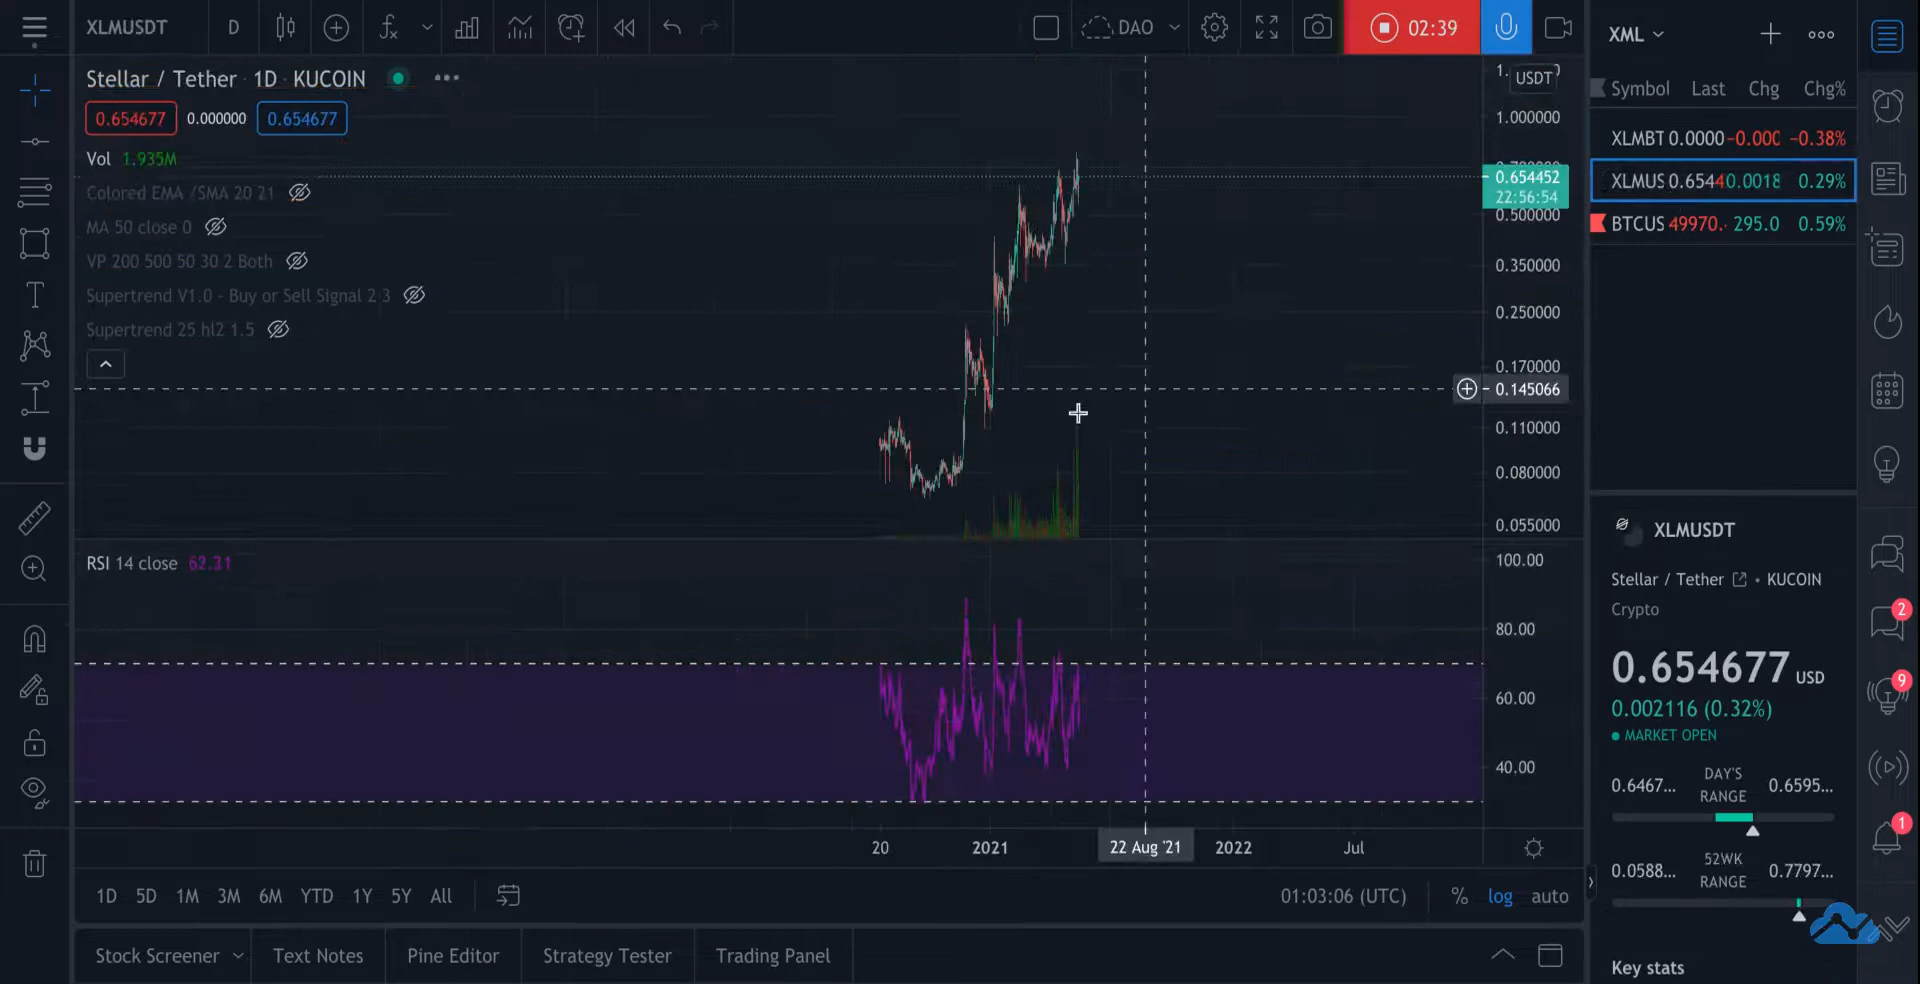 XLMUSDT D DAO 02:39
Stellar / Tether · 1D · KUCOIN
0.654677 0.000000 0.654677
Vol 1.935M
Colored EMA /SMA 20 21
MA 50 close 0
VP 200 500 50 30 2 Both
Supertrend V1.0 - Buy or Sell Signal 2 3
Supertrend 25 hl2 1.5
USDT
1.000000
0.654452
22:56:54
0.500000
0.350000
0.250000
0.170000
0.145066
0.110000
0.080000
0.055000
RSI 14 close
100.00
80.00
60.00
40.00
20 2021 22 Aug '21 2022 Jul
1D 5D 1M 3M 6M YTD 1Y 5Y All 01:03:06 (UTC) % log auto
Stock Screener Text Notes Pine Editor Strategy Tester Trading Panel
XML
Symbol Last Chg Chg%
XLMBT 0.0000 -0.000 -0.38%
XLMUS 0.6544 0.0018 0.29%
BTCUS 49970. 295.0 0.59%
XLMUSDT
Stellar / Tether • KUCOIN
Crypto
0.654677 USD
0.002116 (0.32%)
MARKET OPEN
0.6467... DAY'S RANGE 0.6595...
0.0588... 52WK RANGE 0.7797...
Key stats
2
9
1